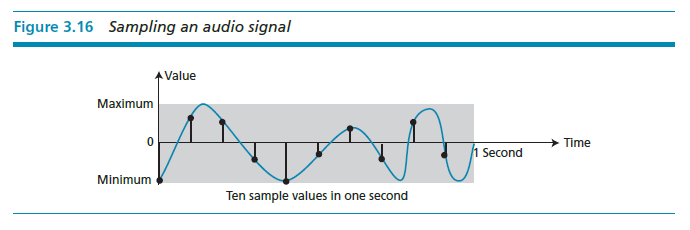 Figure 3.16 Sampling an audio signal
Value
Maximum
0
Time
1 Second
Minimum
Ten sample values in one second